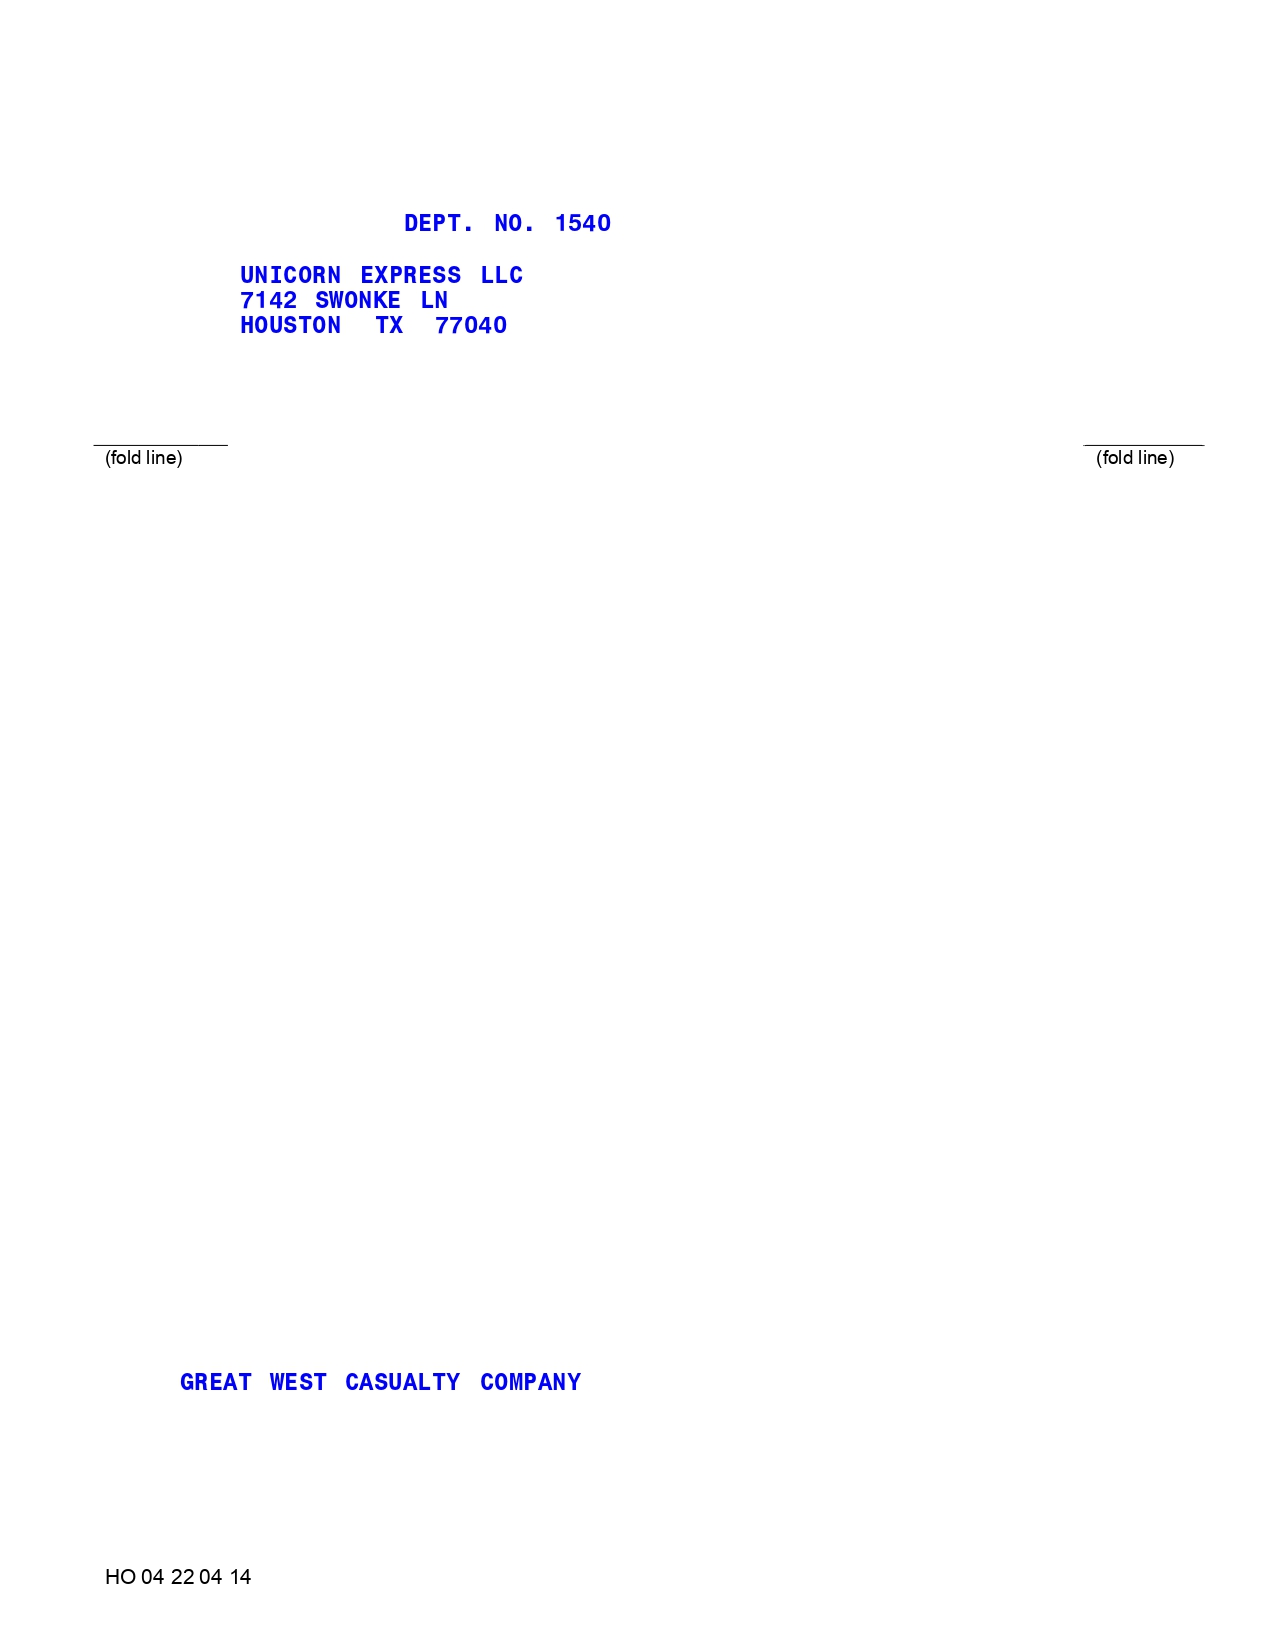 DEPT. NO. 1540
UNICORN EXPRESS LLC
7142 SWONKE LN
HOUSTON TX 77040
(fold line) (fold line)
GREAT WEST CASUALTY COMPANY
HO 04 22 04 14